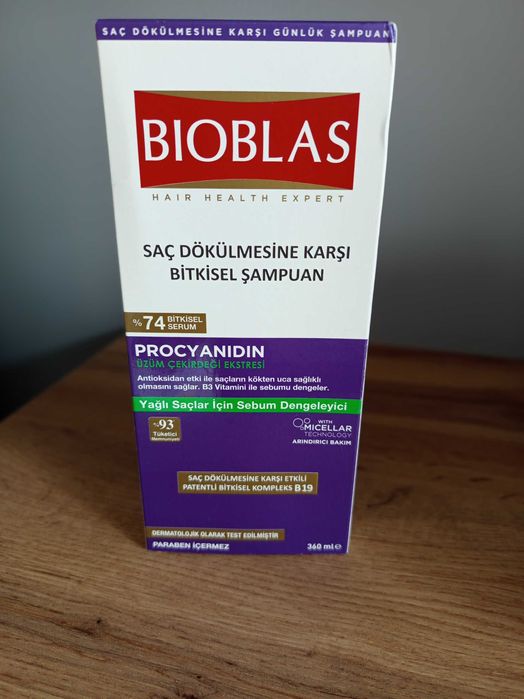 SAÇ DÖKÜLMESİNE KARŞI GÜNLÜK ŞAMPUAN
BIOBLAS
HAIR HEALTH EXPERT
SAÇ DÖKÜLMESİNE KARŞI
BİTKİSEL ŞAMPUAN
%74 BİTKİSEL
SERUM
PROCYANIDIN
ÜZÜM ÇEKİRDEĞİ EKSTRESİ
Antioksidan etki ile saçların kökten uca sağlıklı
olmasını sağlar. B3 Vitamini ile sebumu dengeler.
Yağlı Saçlar İçin Sebum Dengeleyici
%93*
Tüketici
Memnuniyeti
WITH
MICELLAR
TECHNOLOGY
ARINDIRICI BAKIM
SAÇ DÖKÜLMESİNE KARŞI ETKİLİ
PATENTLİ BİTKİSEL KOMPLEKS B19
DERMATOLOJİK OLARAK TEST EDİLMİŞTİR
PARABEN İÇERMEZ
360 ml e